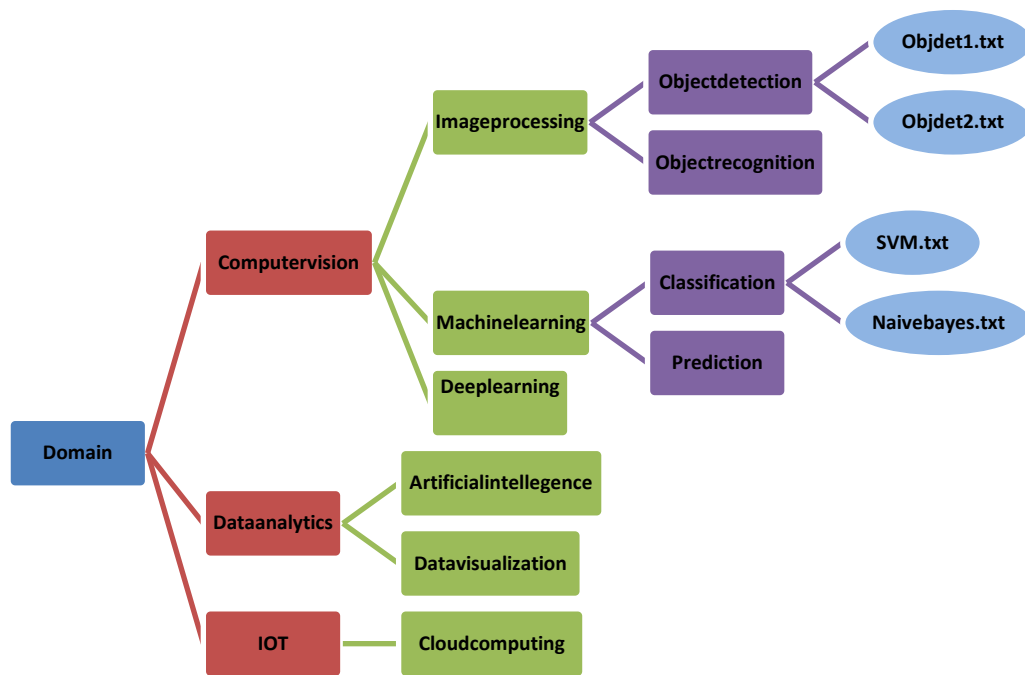 Objdet1.txt
Objectdetection
Imageprocessing
Objdet2.txt
Objectrecognition
SVM.txt
Computervision
Classification
Machinelearning
Naivebayes.txt
Prediction
Deeplearning
Domain
Artificialintellegence
Dataanalytics
Datavisualization
IOT
Cloudcomputing